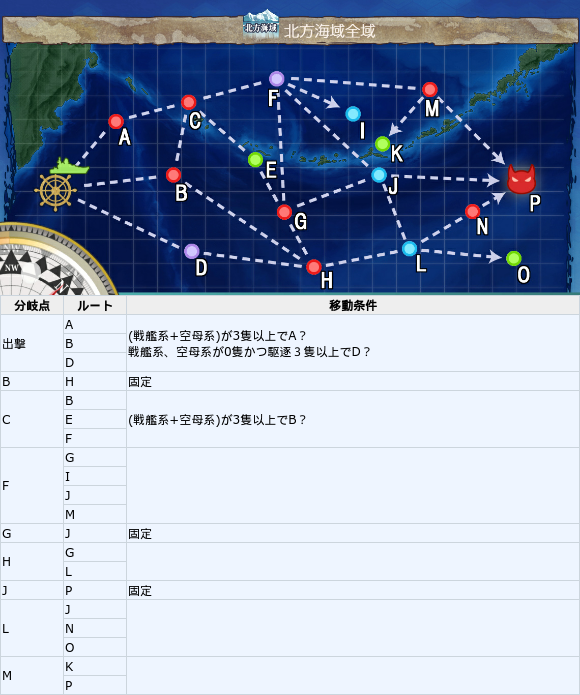 北方海域 北方海域全域
F
M
I
A
C
K
E
J
B
P
G
N
D
L
H
O
NW
NW
分岐点 ルート 移動条件
出撃
A
B
D
(戦艦系+空母系)が3隻以上でA？
戦艦系、空母系が0隻かつ駆逐３隻以上でD？
B H 固定
C
B
E
F
(戦艦系+空母系)が3隻以上でB？
F
G
I
J
M
G J 固定
H
G
L
J P 固定
L
J
N
O
M
K
P